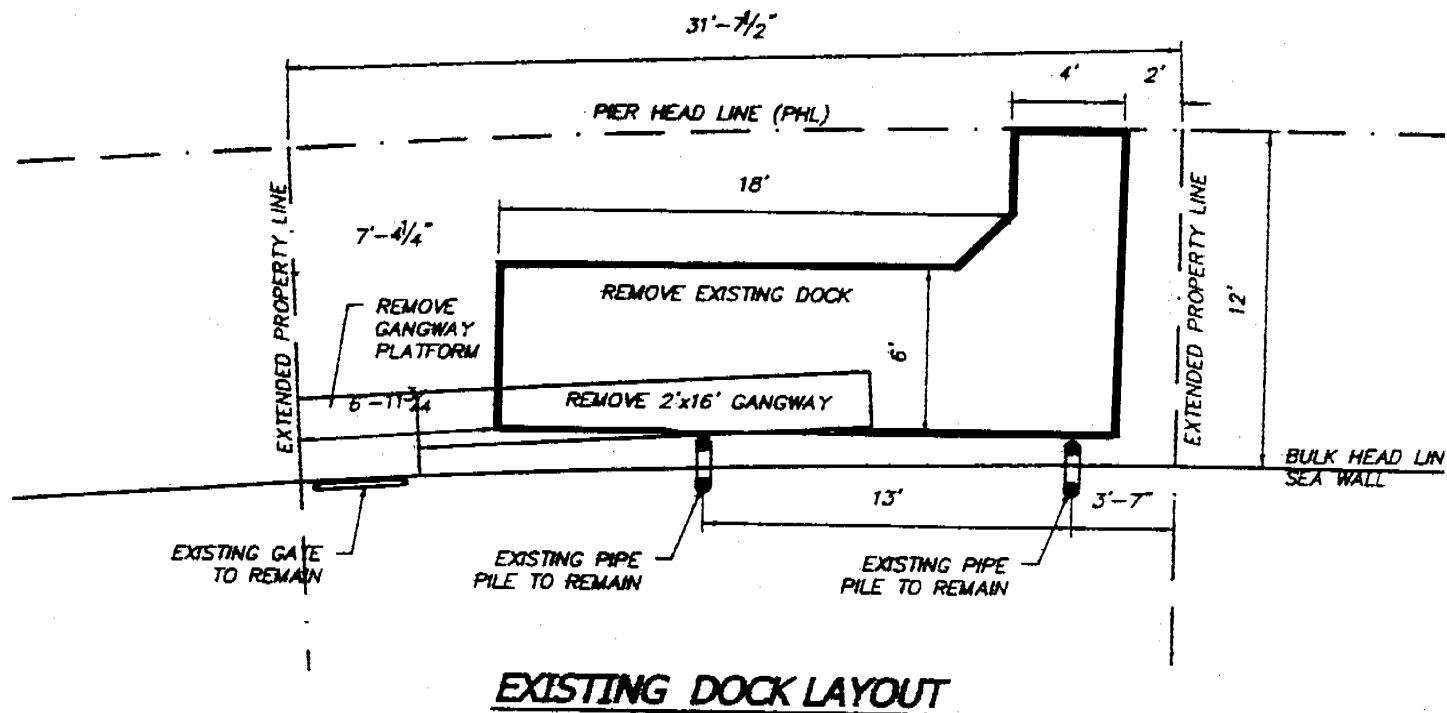 31'-7½"
4'
2'
PIER HEAD LINE (PHL)
18'
EXTENDED PROPERTY LINE
7'-4¼"
EXTENDED PROPERTY LINE
REMOVE
GANGWAY
PLATFORM
REMOVE EXISTING DOCK
12'
6'
REMOVE 2'x16' GANGWAY
BULK HEAD LIN
SEA WALL
13'
3'-7"
EXISTING GATE
TO REMAIN
EXISTING PIPE
PILE TO REMAIN
EXISTING PIPE
PILE TO REMAIN
EXISTING DOCK LAYOUT